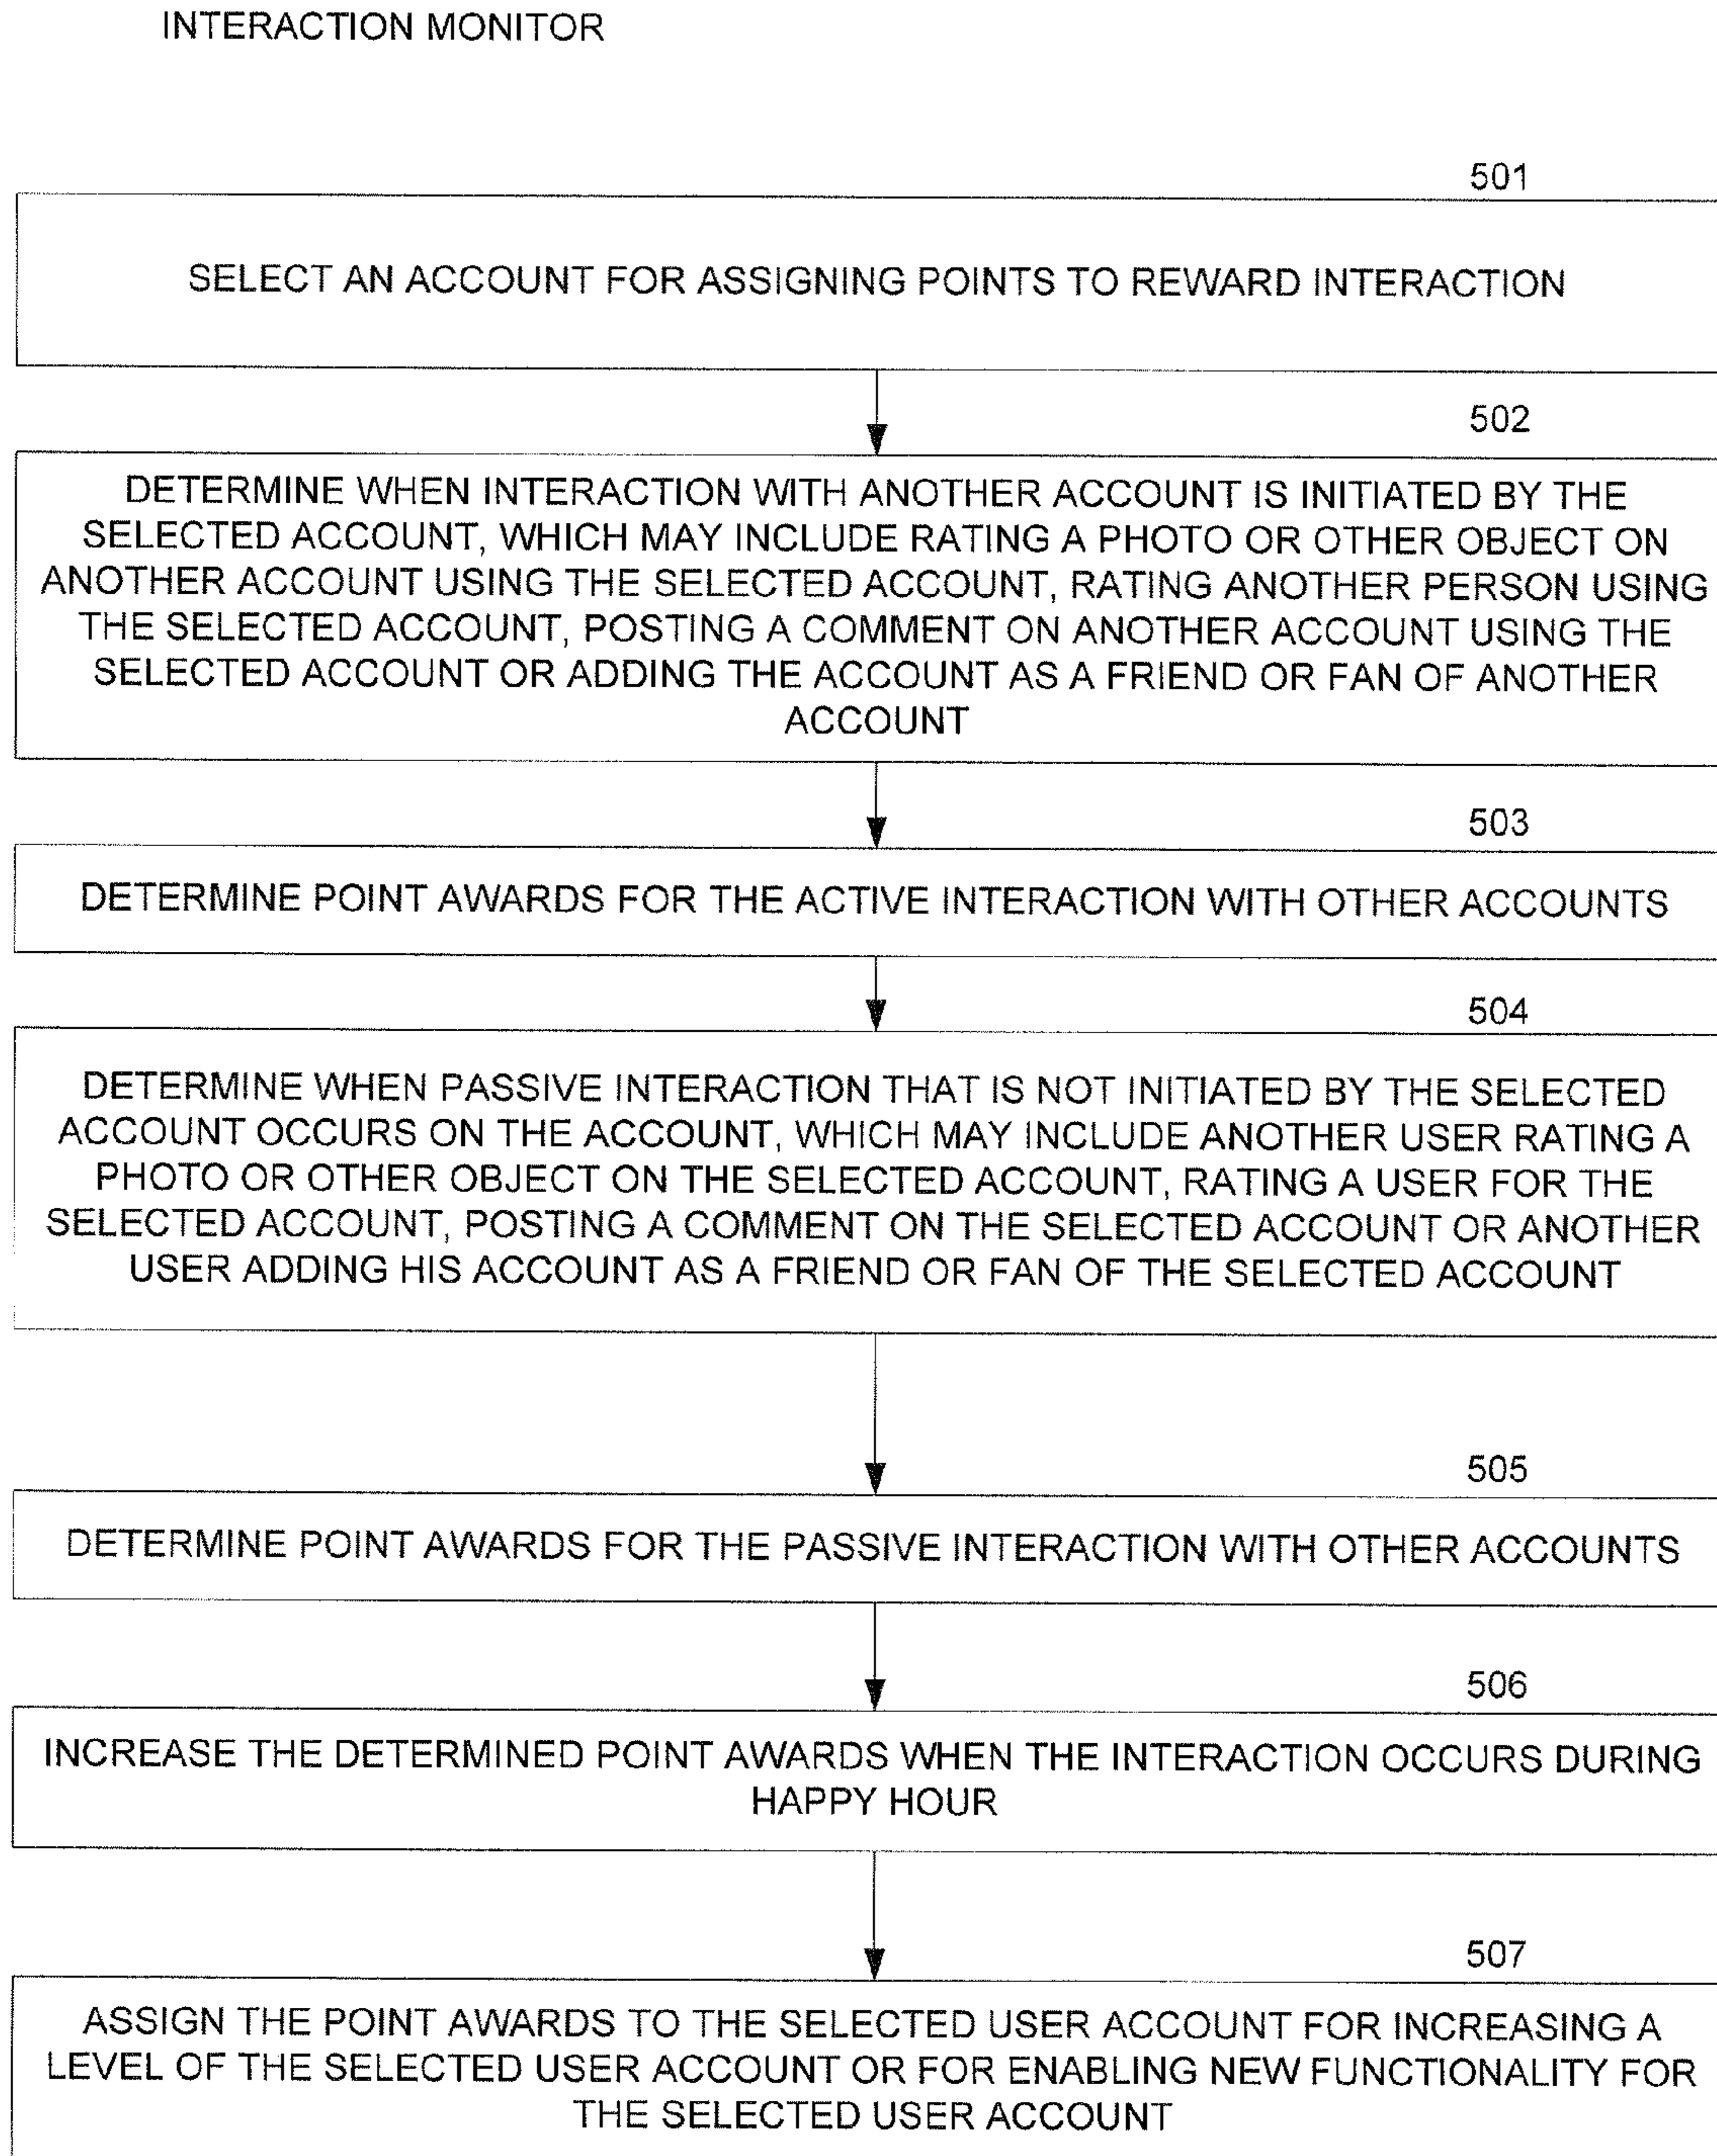 INTERACTION MONITOR
501
SELECT AN ACCOUNT FOR ASSIGNING POINTS TO REWARD INTERACTION
502
DETERMINE WHEN INTERACTION WITH ANOTHER ACCOUNT IS INITIATED BY THE
SELECTED ACCOUNT, WHICH MAY INCLUDE RATING A PHOTO OR OTHER OBJECT ON
ANOTHER ACCOUNT USING THE SELECTED ACCOUNT, RATING ANOTHER PERSON USING
THE SELECTED ACCOUNT, POSTING A COMMENT ON ANOTHER ACCOUNT USING THE
SELECTED ACCOUNT OR ADDING THE ACCOUNT AS A FRIEND OR FAN OF ANOTHER
ACCOUNT
503
DETERMINE POINT AWARDS FOR THE ACTIVE INTERACTION WITH OTHER ACCOUNTS
504
DETERMINE WHEN PASSIVE INTERACTION THAT IS NOT INITIATED BY THE SELECTED
ACCOUNT OCCURS ON THE ACCOUNT, WHICH MAY INCLUDE ANOTHER USER RATING A
PHOTO OR OTHER OBJECT ON THE SELECTED ACCOUNT, RATING A USER FOR THE
SELECTED ACCOUNT, POSTING A COMMENT ON THE SELECTED ACCOUNT OR ANOTHER
USER ADDING HIS ACCOUNT AS A FRIEND OR FAN OF THE SELECTED ACCOUNT
505
DETERMINE POINT AWARDS FOR THE PASSIVE INTERACTION WITH OTHER ACCOUNTS
506
INCREASE THE DETERMINED POINT AWARDS WHEN THE INTERACTION OCCURS DURING
HAPPY HOUR
507
ASSIGN THE POINT AWARDS TO THE SELECTED USER ACCOUNT FOR INCREASING A
LEVEL OF THE SELECTED USER ACCOUNT OR FOR ENABLING NEW FUNCTIONALITY FOR
THE SELECTED USER ACCOUNT